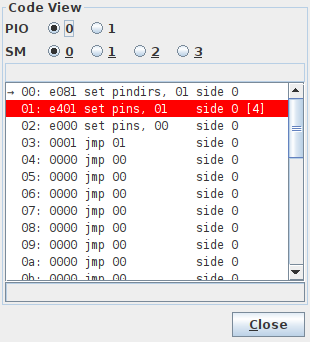 Code View
PIO 0 1
SM 0 1 2 3
→ 00: e081 set pindirs, 01 side 0
01: e401 set pins, 01 side 0 [4]
02: e000 set pins, 00 side 0
03: 0001 jmp 01 side 0
04: 0000 jmp 00 side 0
05: 0000 jmp 00 side 0
06: 0000 jmp 00 side 0
07: 0000 jmp 00 side 0
08: 0000 jmp 00 side 0
09: 0000 jmp 00 side 0
0a: 0000 jmp 00 side 0
0b: 0000 jmp 00 side 0
Close